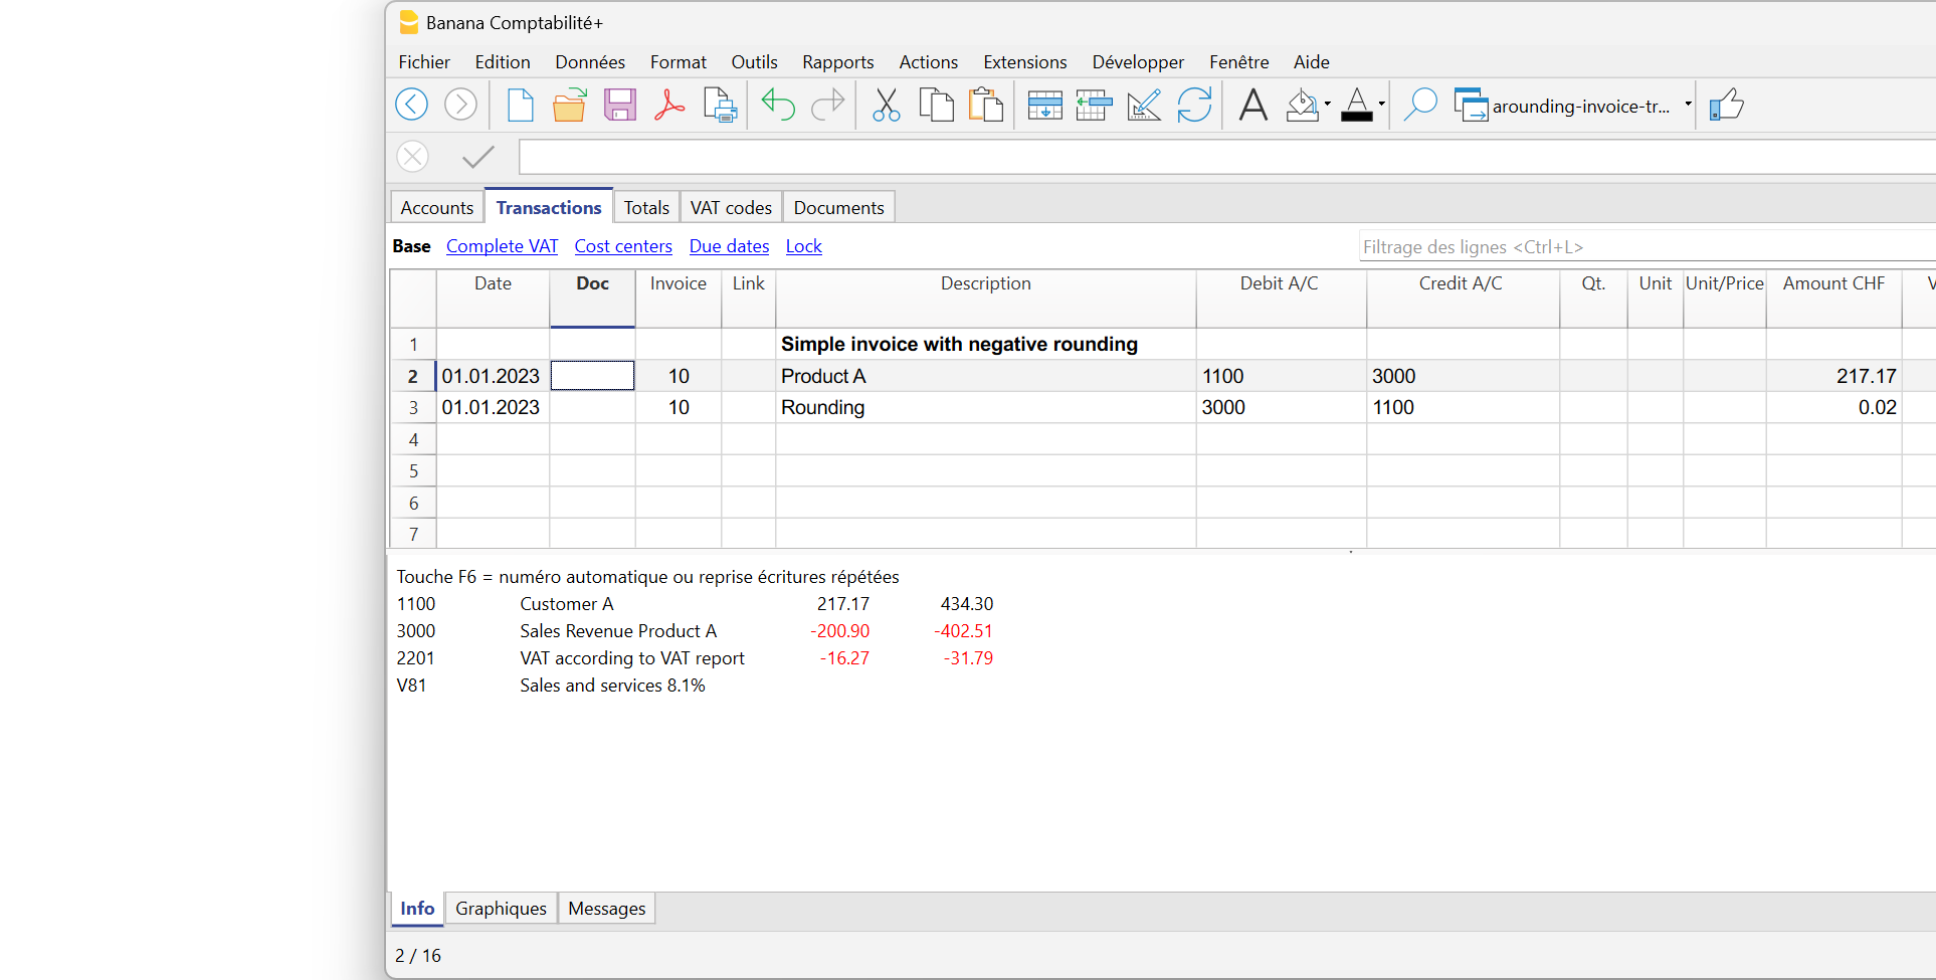 Banana Comptabilité+
Fichier Edition Données Format Outils Rapports Actions Extensions Développer Fenêtre Aide
arounding-invoice-tr...
Accounts Transactions Totals VAT codes Documents
Base Complete VAT Cost centers Due dates Lock Filtrage des lignes <Ctrl+L>
Date Doc Invoice Link Description Debit A/C Credit A/C Qt. Unit Unit/Price Amount CHF V
1 Simple invoice with negative rounding
2 01.01.2023 10 Product A 1100 3000 217.17
3 01.01.2023 10 Rounding 3000 1100 0.02
4
5
6
7
Touche F6 = numéro automatique ou reprise écritures répétées
1100 Customer A 217.17 434.30
3000 Sales Revenue Product A -200.90 -402.51
2201 VAT according to VAT report -16.27 -31.79
V81 Sales and services 8.1%
Info Graphiques Messages
2 / 16